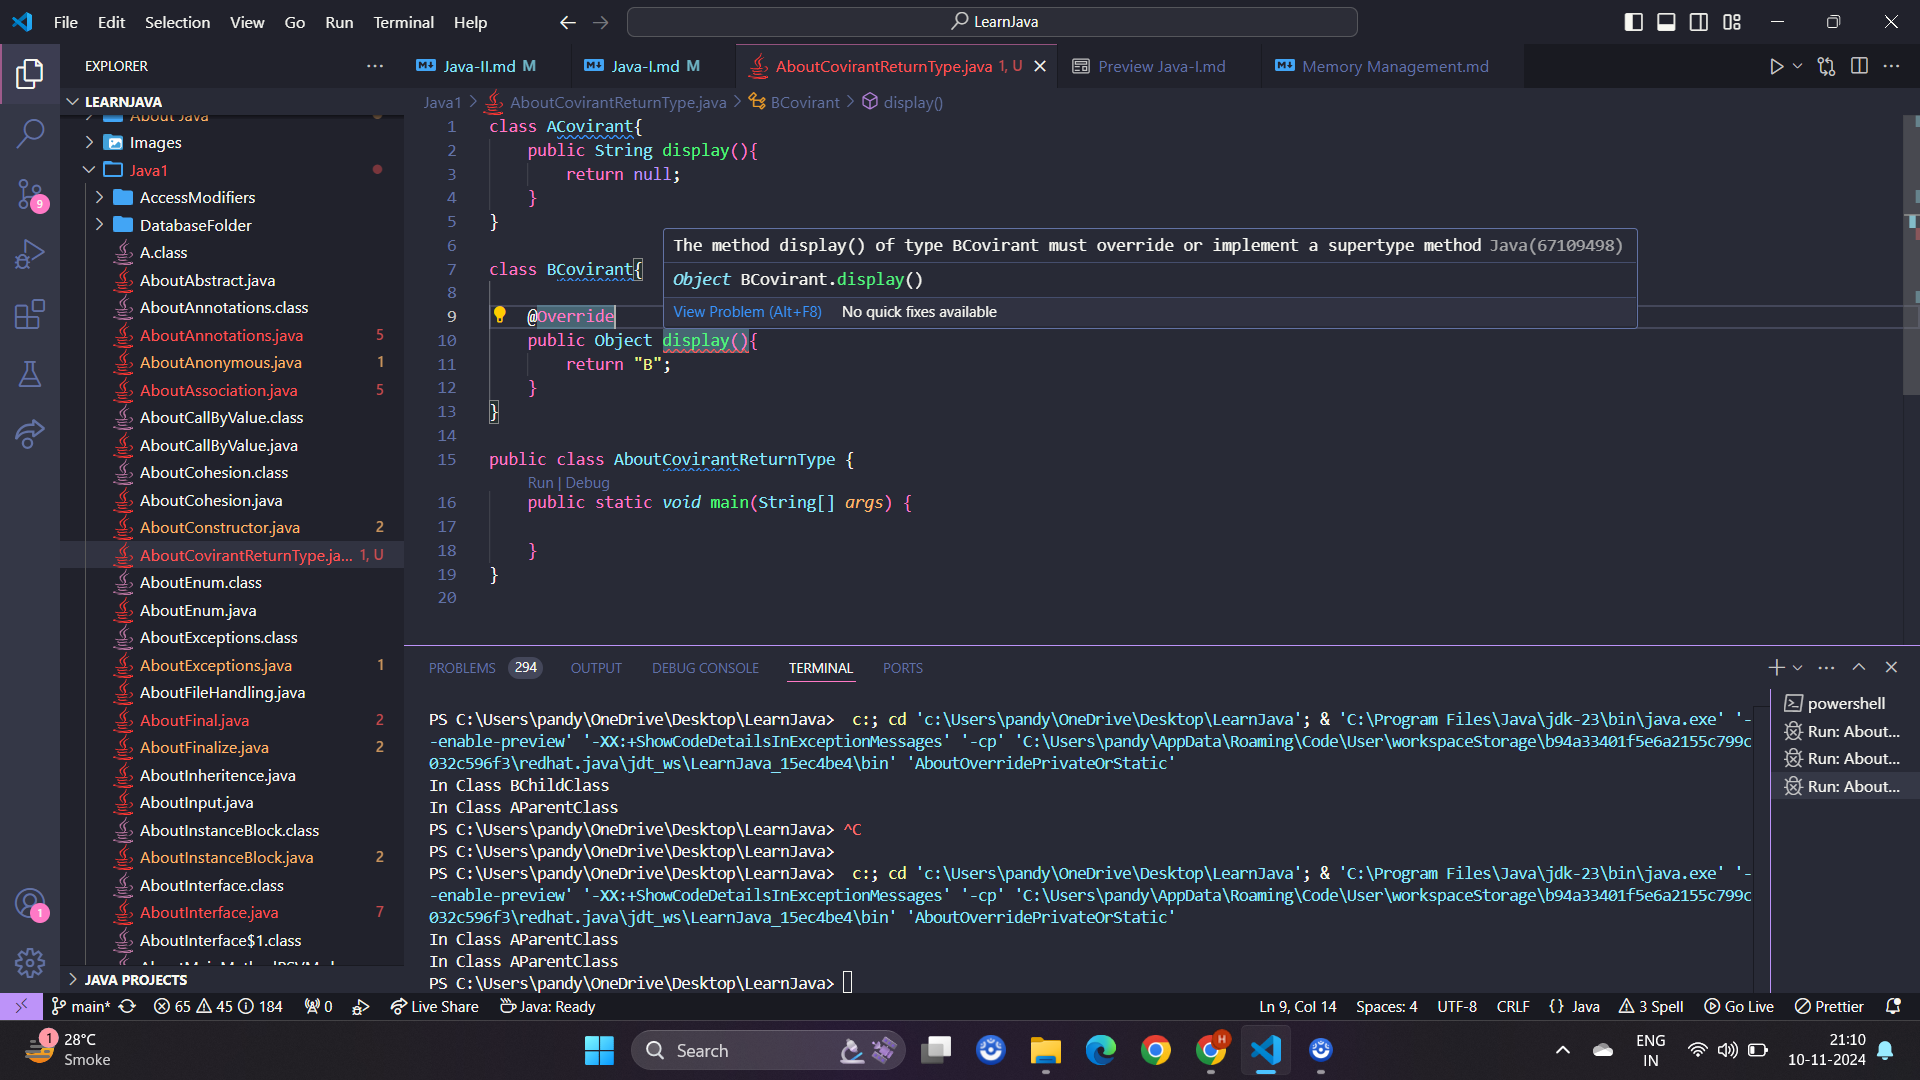 File Edit Selection View Go Run Terminal Help
LearnJava
EXPLORER
Java-II.md M
Java-I.md M
AboutCovirantReturnType.java 1, U
Preview Java-I.md
Memory Management.md
LEARNJAVA
About Java
Images
Java1
AccessModifiers
DatabaseFolder
A.class
AboutAbstract.java
AboutAnnotations.class
AboutAnnotations.java 5
AboutAnonymous.java 1
AboutAssociation.java 5
AboutCallByValue.class
AboutCallByValue.java
AboutCohesion.class
AboutCohesion.java
AboutConstructor.java 2
AboutCovirantReturnType.ja... 1, U
AboutEnum.class
AboutEnum.java
AboutExceptions.class
AboutExceptions.java 1
AboutFileHandling.java
AboutFinal.java 2
AboutFinalize.java 2
AboutInheritence.java
AboutInput.java
AboutInstanceBlock.class
AboutInstanceBlock.java 2
AboutInterface.class
AboutInterface.java 7
AboutInterface$1.class
JAVA PROJECTS
9
1
Java1 > AboutCovirantReturnType.java > BCovirant > display()
1 class ACovirant{
2 public String display(){
3 return null;
4 }
5 }
6
7 class BCovirant{
8
9 @Override
10 public Object display(){
11 return "B";
12 }
13 }
14
15 public class AboutCovirantReturnType {
Run | Debug
16 public static void main(String[] args) {
17
18 }
19 }
20
The method display() of type BCovirant must override or implement a supertype method Java(67109498)
Object BCovirant.display()
View Problem (Alt+F8) No quick fixes available
PROBLEMS 294 OUTPUT DEBUG CONSOLE TERMINAL PORTS
PS C:\Users\pandy\OneDrive\Desktop\LearnJava> c:; cd 'c:\Users\pandy\OneDrive\Desktop\LearnJava'; & 'C:\Program Files\Java\jdk-23\bin\java.exe' '-
-enable-preview' '-XX:+ShowCodeDetailsInExceptionMessages' '-cp' 'C:\Users\pandy\AppData\Roaming\Code\User\workspaceStorage\b94a33401f5e6a2155c799c
032c596f3\redhat.java\jdt_ws\LearnJava_15ec4be4\bin' 'AboutOverridePrivateOrStatic'
In Class BChildClass
In Class AParentClass
PS C:\Users\pandy\OneDrive\Desktop\LearnJava> ^C
PS C:\Users\pandy\OneDrive\Desktop\LearnJava>
PS C:\Users\pandy\OneDrive\Desktop\LearnJava> c:; cd 'c:\Users\pandy\OneDrive\Desktop\LearnJava'; & 'C:\Program Files\Java\jdk-23\bin\java.exe' '-
-enable-preview' '-XX:+ShowCodeDetailsInExceptionMessages' '-cp' 'C:\Users\pandy\AppData\Roaming\Code\User\workspaceStorage\b94a33401f5e6a2155c799c
032c596f3\redhat.java\jdt_ws\LearnJava_15ec4be4\bin' 'AboutOverridePrivateOrStatic'
In Class AParentClass
In Class AParentClass
PS C:\Users\pandy\OneDrive\Desktop\LearnJava>
powershell
Run: About...
Run: About...
Run: About...
main* 65 45 184 0 Live Share Java: Ready
Ln 9, Col 14 Spaces: 4 UTF-8 CRLF {} Java 3 Spell Go Live Prettier
1
28°C
Smoke
Search
H
ENG
IN
21:10
10-11-2024